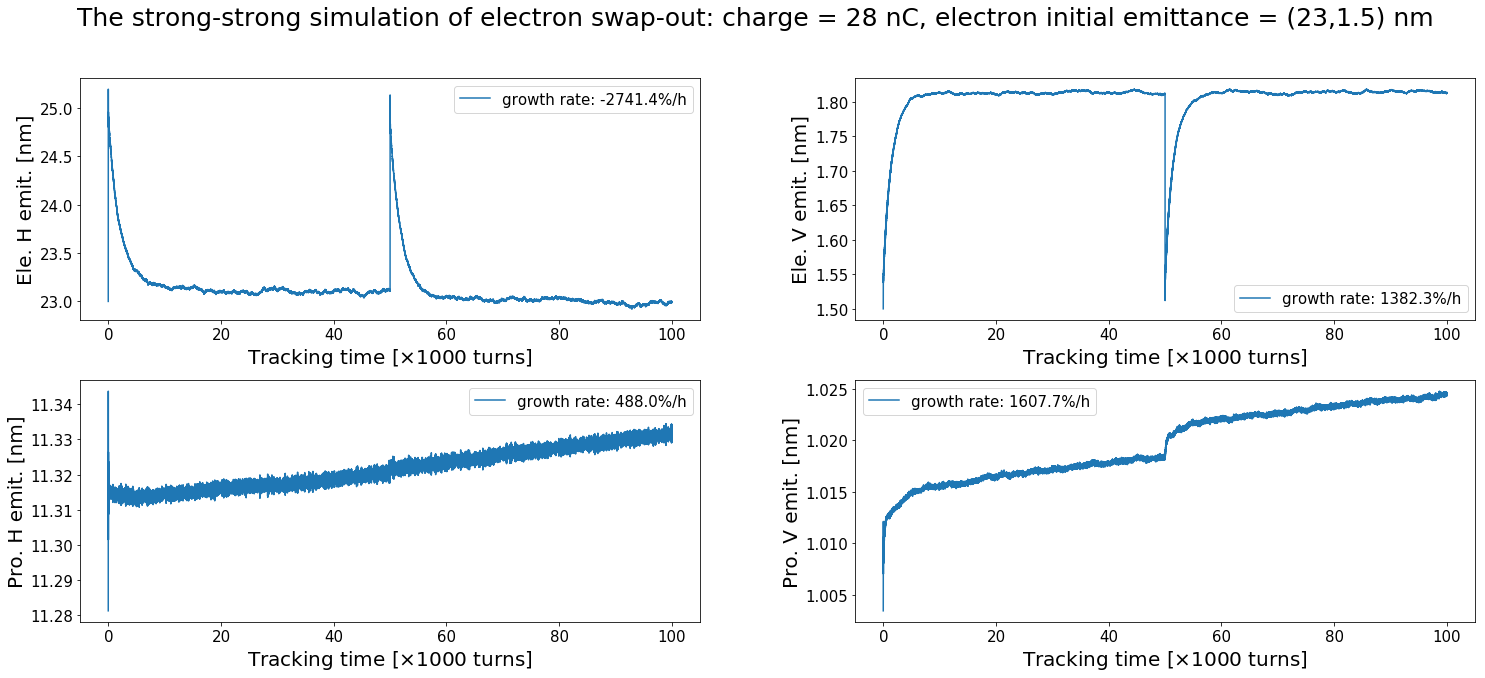 The strong-strong simulation of electron swap-out: charge = 28 nC, electron initial emittance = (23,1.5) nm
Ele. H emit. [nm]
25.0
24.5
24.0
23.5
23.0
growth rate: -2741.4%/h
0 20 40 60 80 100
Tracking time [×1000 turns]
Ele. V emit. [nm]
1.80
1.75
1.70
1.65
1.60
1.55
1.50
growth rate: 1382.3%/h
0 20 40 60 80 100
Tracking time [×1000 turns]
Pro. H emit. [nm]
11.34
11.33
11.32
11.31
11.30
11.29
11.28
growth rate: 488.0%/h
0 20 40 60 80 100
Tracking time [×1000 turns]
Pro. V emit. [nm]
1.025
1.020
1.015
1.010
1.005
growth rate: 1607.7%/h
0 20 40 60 80 100
Tracking time [×1000 turns]